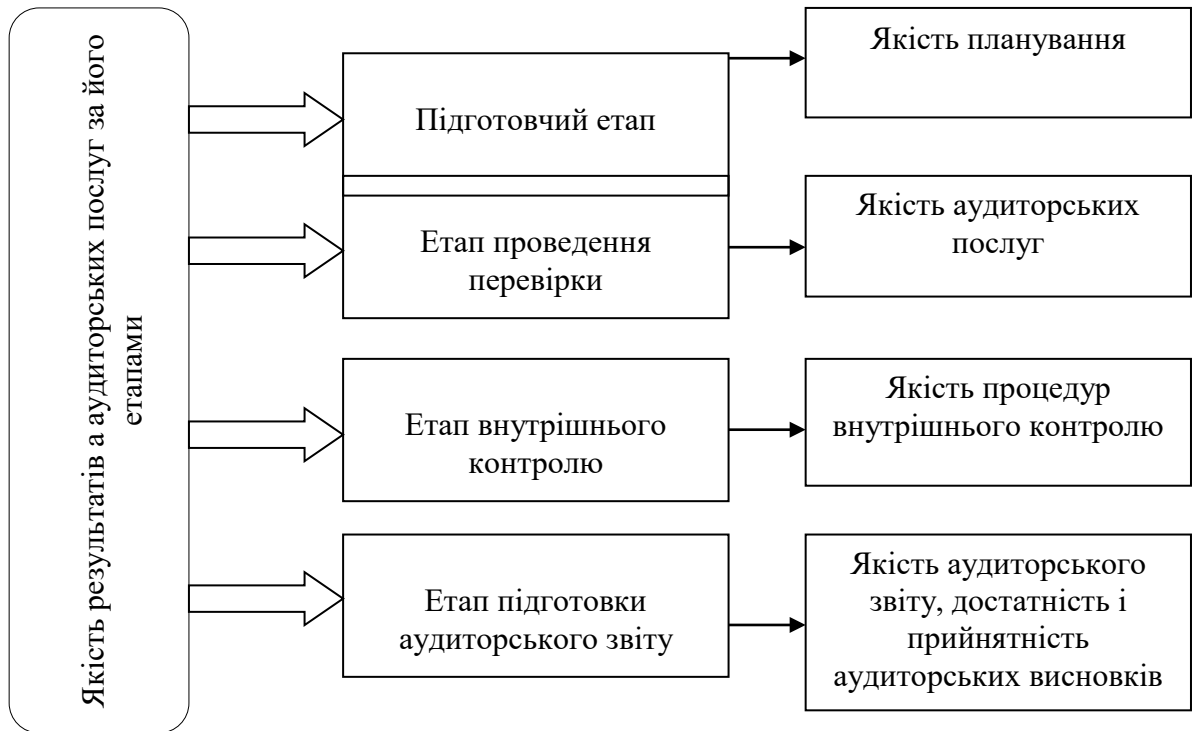 Якість результатів а аудиторських послуг за його
етапами
Підготовчий етап
Якість планування
Етап проведення
перевірки
Якість аудиторських
послуг
Етап внутрішнього
контролю
Якість процедур
внутрішнього контролю
Етап підготовки
аудиторського звіту
Якість аудиторського
звіту, достатність і
прийнятність
аудиторських висновків